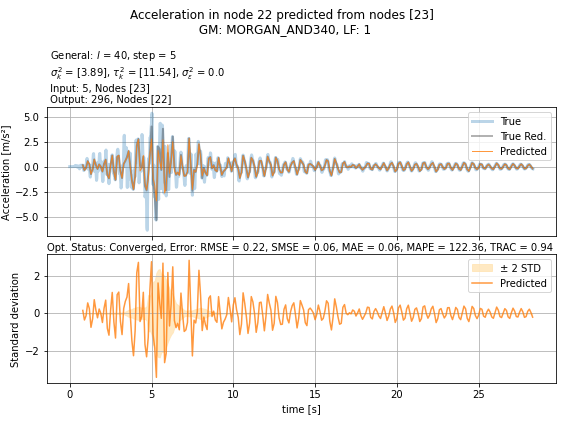 Acceleration in node 22 predicted from nodes [23]
GM: MORGAN_AND340, LF: 1
General: l = 40, step = 5
σ²ₖ = [3.89], τ²ₖ = [11.54], σ²ε = 0.0
Input: 5, Nodes [23]
Output: 296, Nodes [22]
Acceleration [m/s²]
5.0
2.5
0.0
−2.5
−5.0
True
True Red.
Predicted
Opt. Status: Converged, Error: RMSE = 0.22, SMSE = 0.06, MAE = 0.06, MAPE = 122.36, TRAC = 0.94
Standard deviation
2
0
−2
± 2 STD
Predicted
0 5 10 15 20 25
time [s]